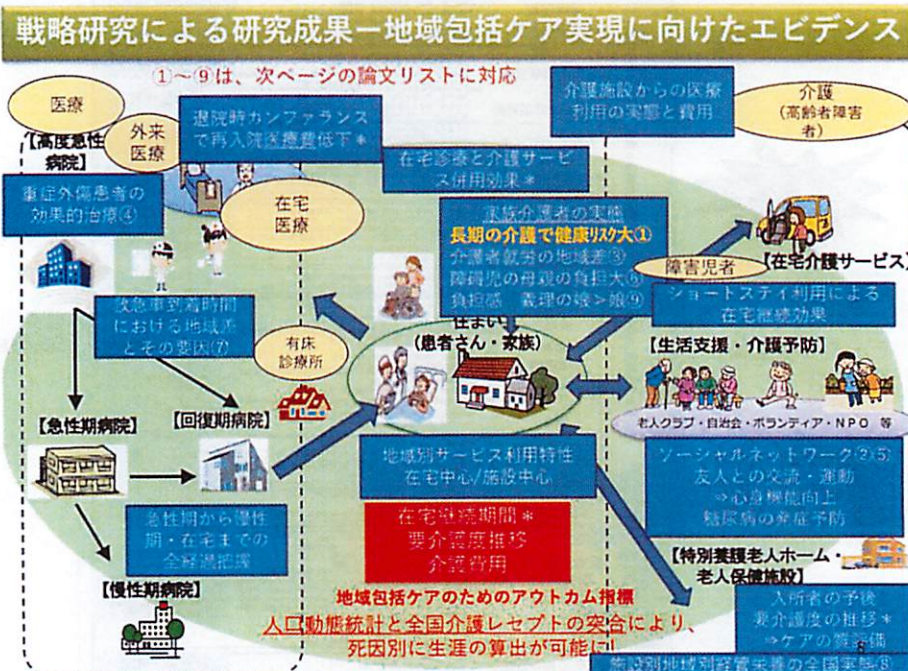 戦略研究による研究成果ー地域包括ケア実現に向けたエビデンス
①~⑨は、次ページの論文リストに対応
医療
【高度急性
病院】
外来
医療
退院時カンファランス
で再入院医療費低下*
介護施設からの医療
利用の実態と費用
介護
(高齢者障害
者)
重症外傷患者の
効果的治療④
在宅
医療
在宅診療と介護サービ
ス併用効果*
家族介護者の実態
長期の介護で健康リスク大①
介護者就労の地域差③
障碍児の母親の負担大⑥
負担感 義理の娘>娘⑨
障害児者
【在宅介護サービス】
ショートステイ利用による
在宅継続効果
救急車到着時間
における地域差
とその要因⑦
有床
診療所
住まい
(患者さん・家族)
【生活支援・介護予防】
老人クラブ・自治会・ボランティア・NPO 等
【急性期病院】
【回復期病院】
地域別サービス利用特性
在宅中心/施設中心
ソーシャルネットワーク②⑤
友人との交流・運動
⇒心身機能向上
糖尿病の発症予防
急性期から慢性
期・在宅までの
全経過把握
在宅継続期間*
要介護度推移
介護費用
【特別養護老人ホーム・
老人保健施設】
【慢性期病院】
地域包括ケアのためのアウトカム指標
人口動態統計と全国介護レセプトの突合により、
死因別に生涯の算出が可能に
入所者の予後
要介護度の推移*
⇒ケアの質評価
8